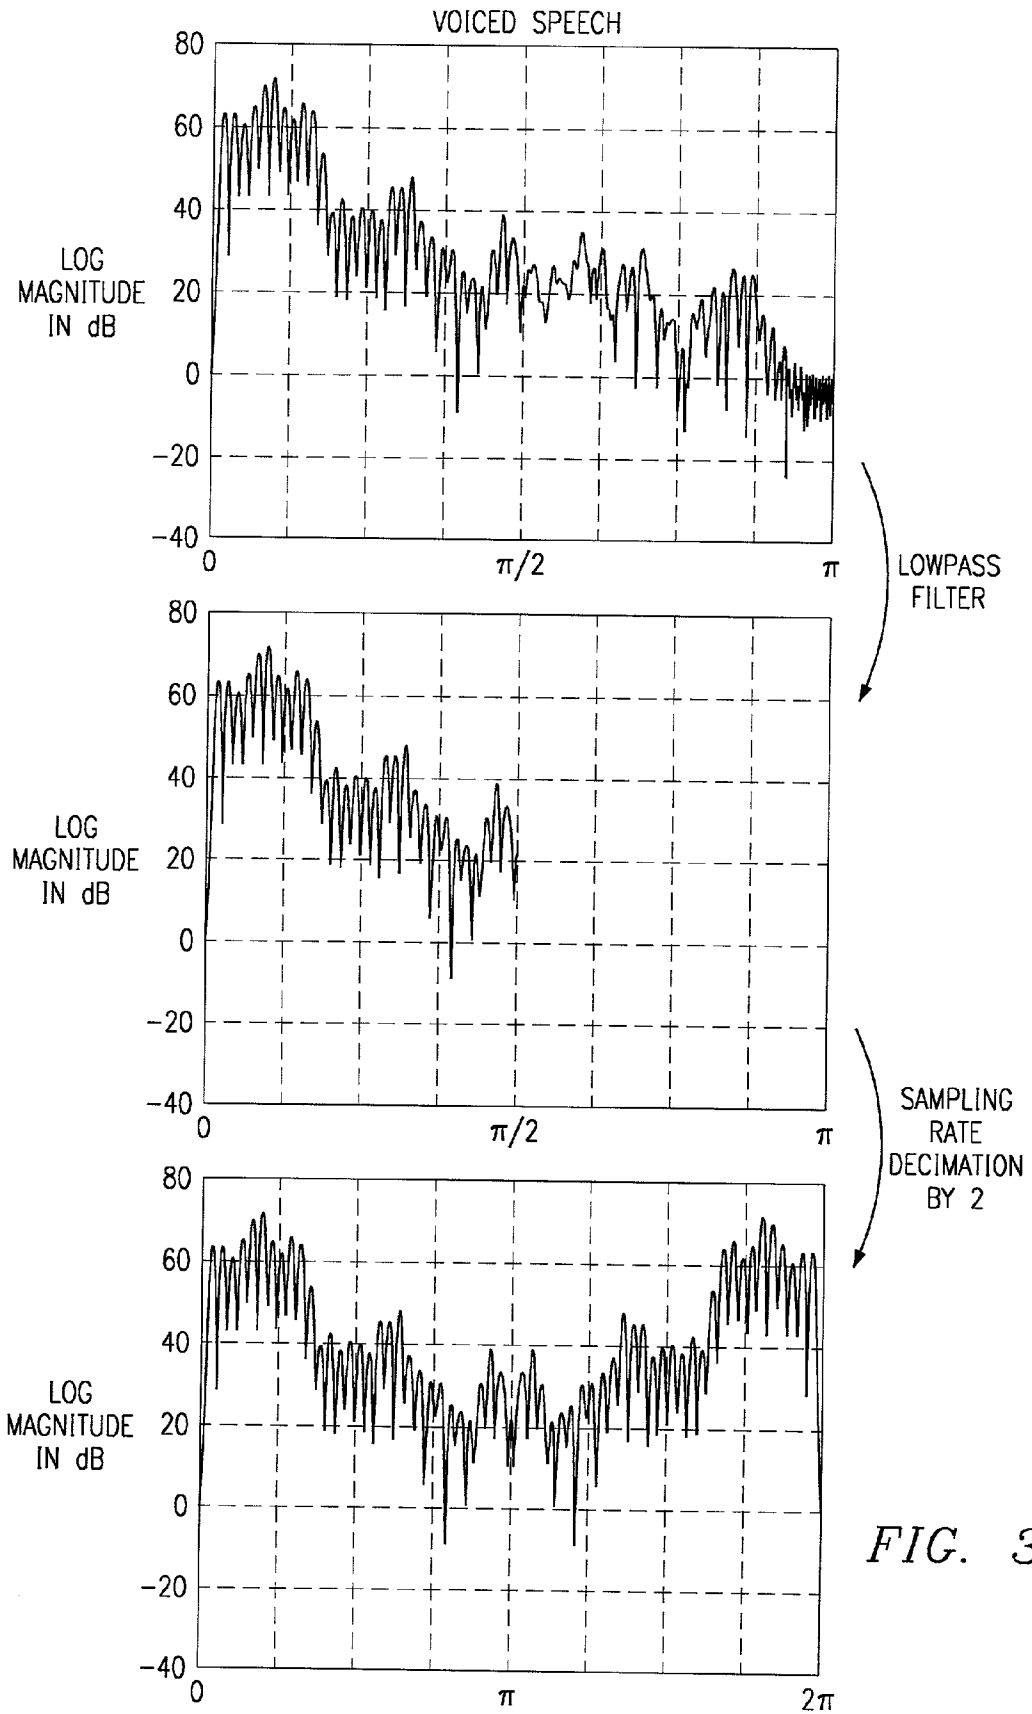 VOICED SPEECH
80
60
40
20
0
−20
−40
LOG
MAGNITUDE
IN dB
0
π/2
π
LOWPASS
FILTER
80
60
40
20
0
−20
−40
LOG
MAGNITUDE
IN dB
0
π/2
π
SAMPLING
RATE
DECIMATION
BY 2
80
60
40
20
0
−20
−40
LOG
MAGNITUDE
IN dB
0
π
2π
FIG. 3